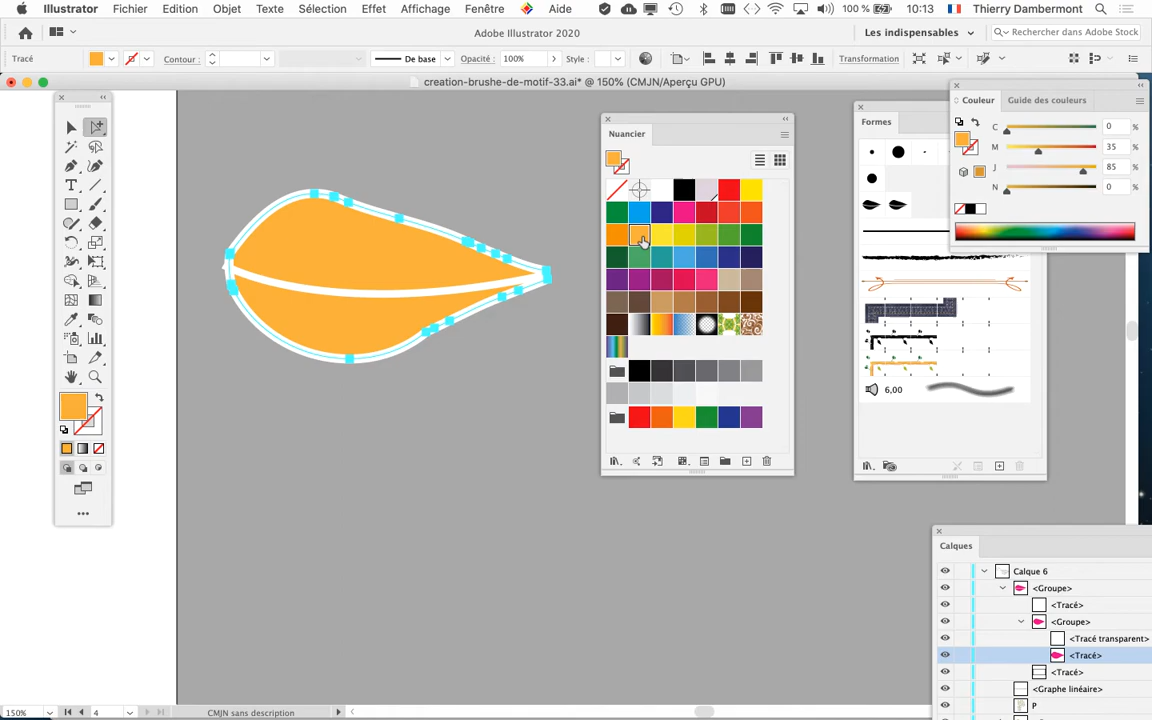 Illustrator Fichier Edition Objet Texte Sélection Effet Affichage Fenêtre Aide 100 % 10:13 Thierry Dambermont
Adobe Illustrator 2020 Les indispensables Rechercher dans Adobe Stock
Tracé Contour : De base Opacité : 100% Style : Transformation
creation-brushe-de-motif-33.ai* @ 150% (CMJN/Aperçu GPU)
Couleur Guide des couleurs
Formes
C 0 %
Nuancier
M 35 %
J 85 %
N 0 %
6,00
Calques
Calque 6
<Groupe>
<Tracé>
<Groupe>
<Tracé transparent>
<Tracé>
<Tracé>
<Graphe linéaire>
P
150% 4 CMJN sans description